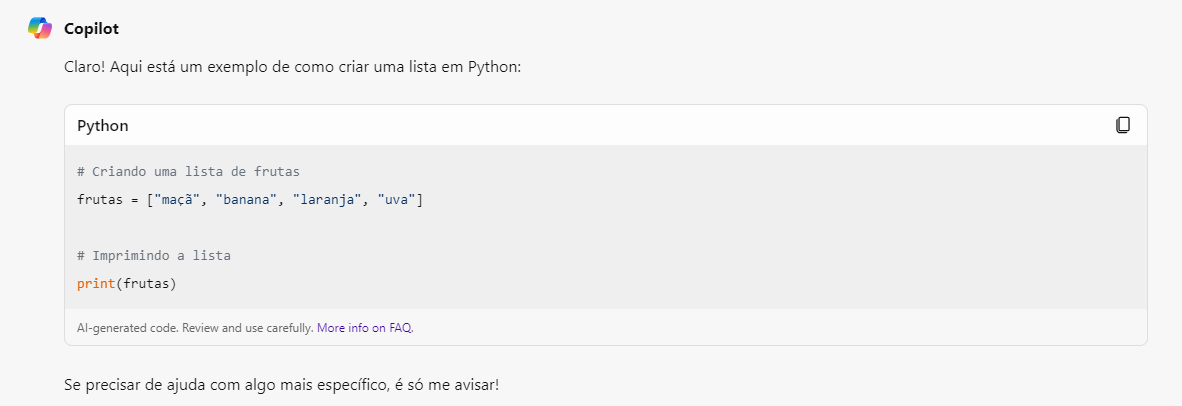 Copilot
Claro! Aqui está um exemplo de como criar uma lista em Python:
Python
# Criando uma lista de frutas
frutas = ["maçã", "banana", "laranja", "uva"]
# Imprimindo a lista
print(frutas)
AI-generated code. Review and use carefully. More info on FAQ.
Se precisar de ajuda com algo mais específico, é só me avisar!